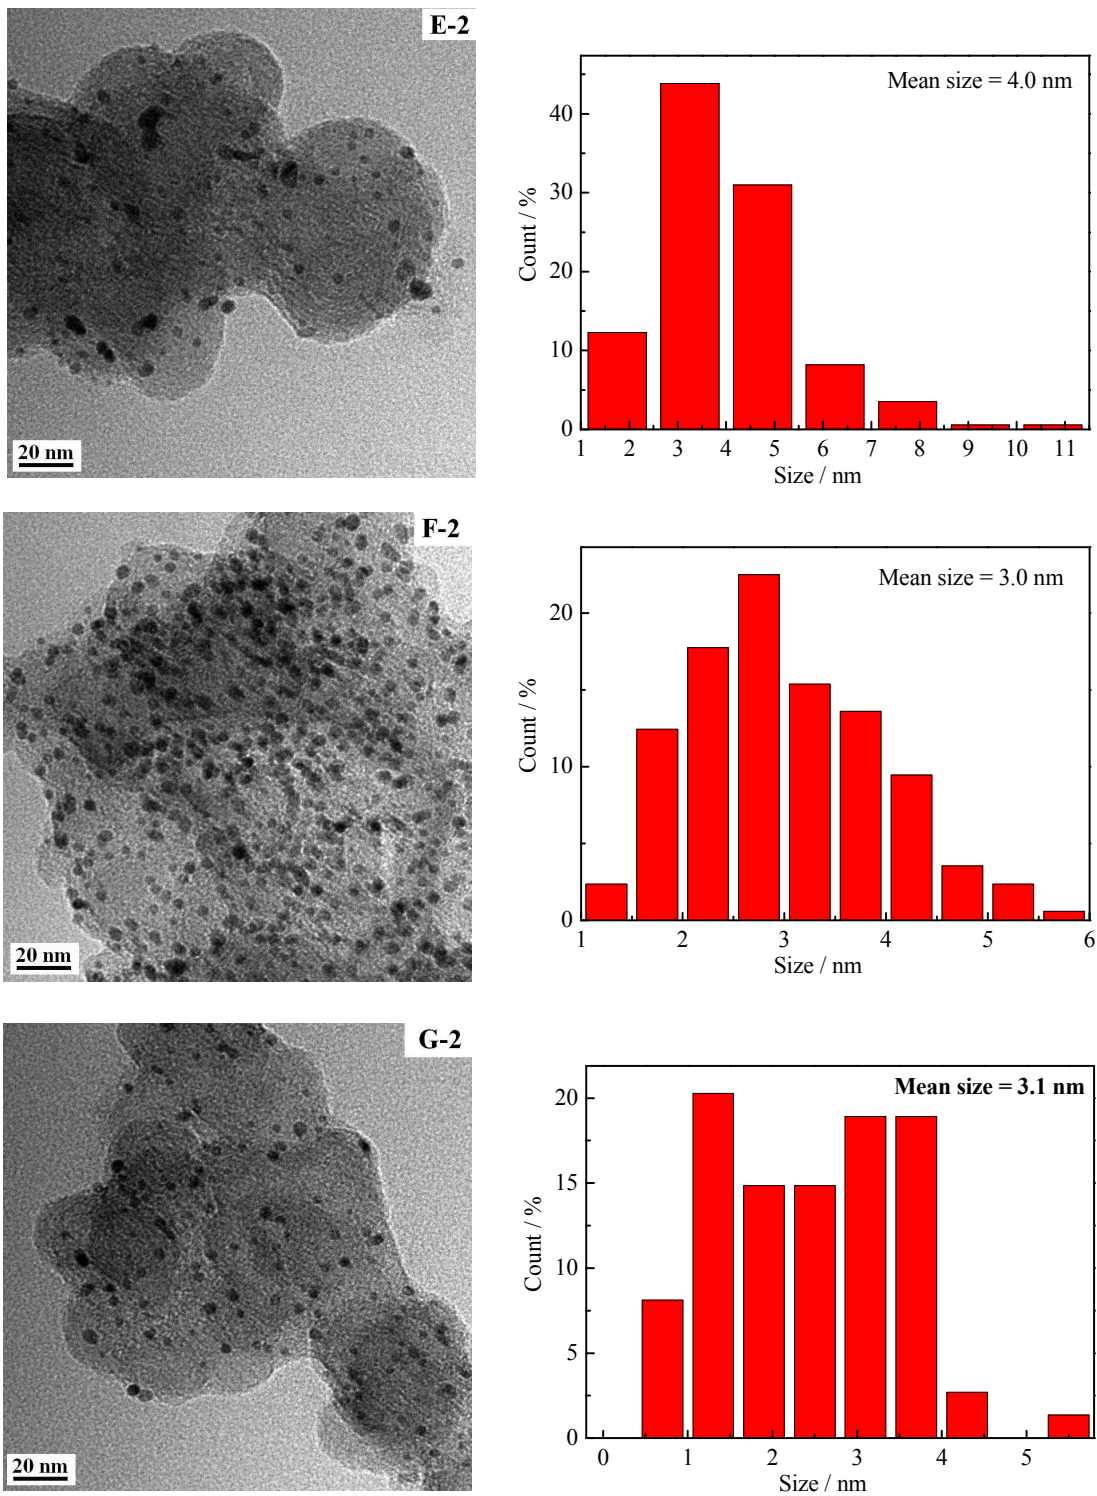 E-2
20 nm
Mean size = 4.0 nm
Count / %
40
30
20
10
0
1 2 3 4 5 6 7 8 9 10 11
Size / nm
F-2
20 nm
Mean size = 3.0 nm
Count / %
20
10
0
1 2 3 4 5 6
Size / nm
G-2
20 nm
Mean size = 3.1 nm
Count / %
20
15
10
5
0
0 1 2 3 4 5
Size / nm